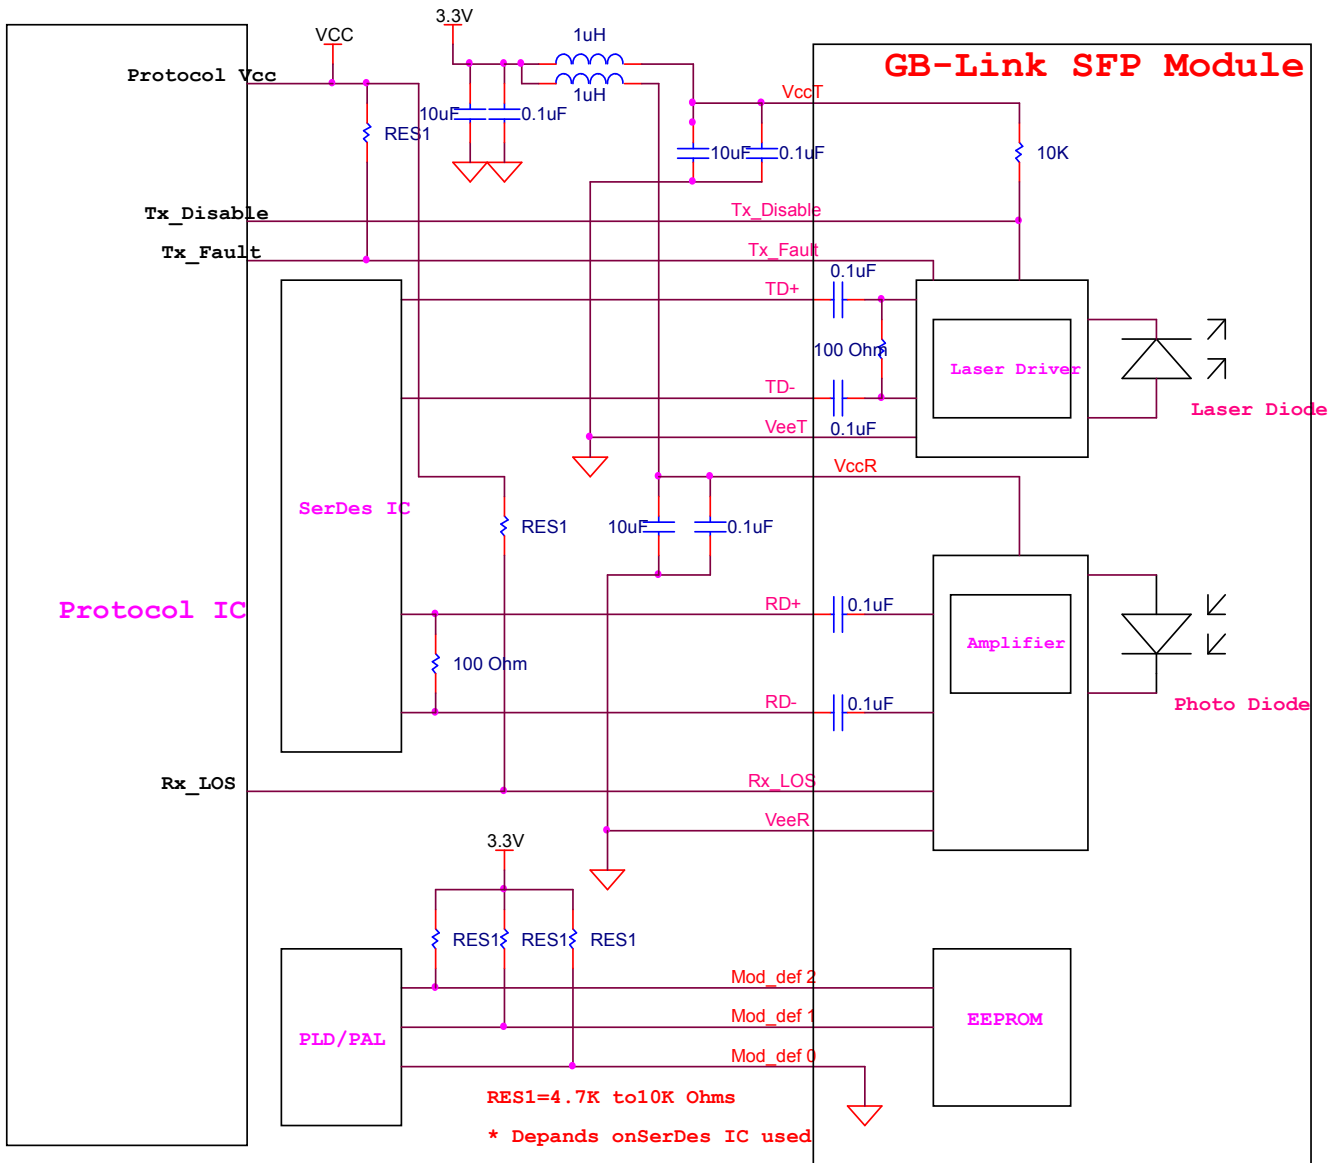 3.3V
VCC
1uH
GB-Link SFP Module
Protocol Vcc
1uH
VccT
10uF
0.1uF
RES1
10uF
0.1uF
10K
Tx_Disable
Tx_Disable
Tx_Fault
Tx_Fault
0.1uF
TD+
100 Ohm
Laser Driver
TD-
Laser Diode
VeeT
0.1uF
VccR
SerDes IC
RES1
10uF
0.1uF
Protocol IC
RD+
0.1uF
Amplifier
100 Ohm
RD-
0.1uF
Photo Diode
Rx_LOS
Rx_LOS
VeeR
3.3V
RES1
RES1
RES1
Mod_def 2
Mod_def 1
EEPROM
PLD/PAL
Mod_def 0
RES1=4.7K to10K Ohms
* Depands onSerDes IC used